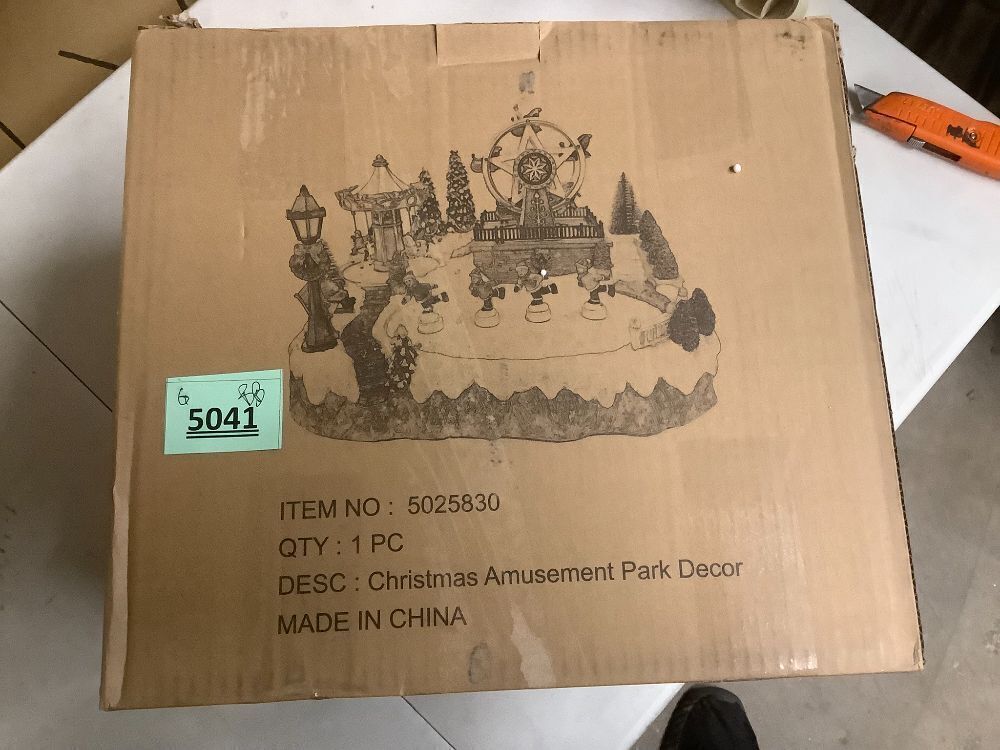 G
5041
ITEM NO : 5025830
QTY : 1 PC
DESC : Christmas Amusement Park Decor
MADE IN CHINA